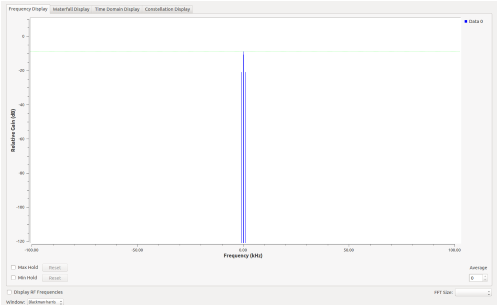 Frequency Display Waterfall Display Time Domain Display Constellation Display
Data 0
0
-20
-40
-60
-80
-100
-120
Relative Gain (dB)
-100.00 -50.00 0.00 50.00 100.00
Frequency (kHz)
Max Hold Reset
Average
Min Hold Reset
0
Display RF Frequencies
FFT Size:
Window: Blackman-harris